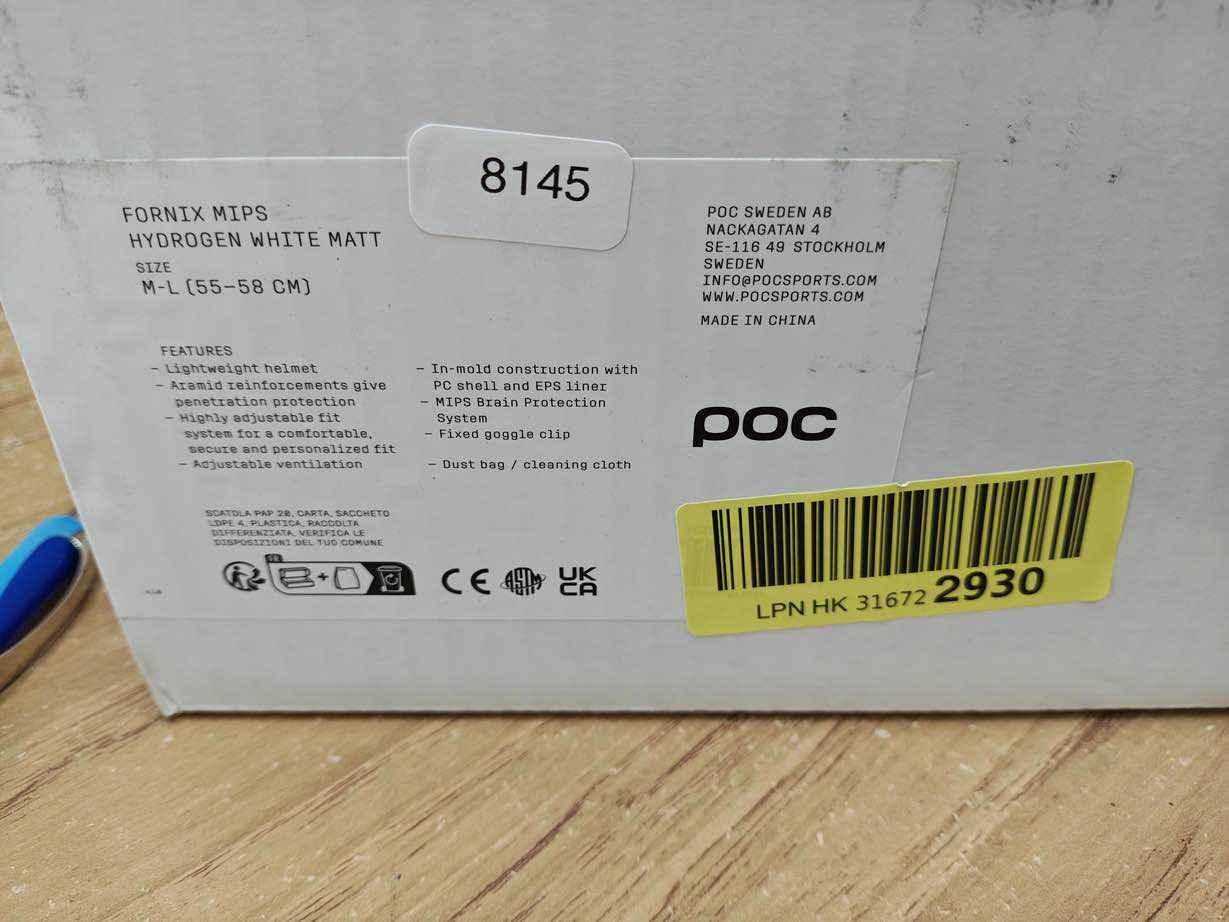 8145
FORNIX MIPS
HYDROGEN WHITE MATT
SIZE
M-L (55-58 CM)
FEATURES
- Lightweight helmet
- Aramid reinforcements give
penetration protection
- Highly adjustable fit
system for a comfortable,
secure and personalized fit
- Adjustable ventilation
- In-mold construction with
PC shell and EPS liner
- MIPS Brain Protection
System
- Fixed goggle clip
- Dust bag / cleaning cloth
POC SWEDEN AB
NACKAGATAN 4
SE-116 49 STOCKHOLM
SWEDEN
INFO@POCSPORTS.COM
WWW.POCSPORTS.COM
MADE IN CHINA
poc
SCATOLA PAP 20, CARTA, SACCHETO
LDPE 4, PLASTICA, RACCOLTA
DIFFERENZIATA, VERIFICA LE
DISPOSIZIONI DEL TUO COMUNE
FR
+
CE
ASTM
UK
CA
LPN HK 31672 2930